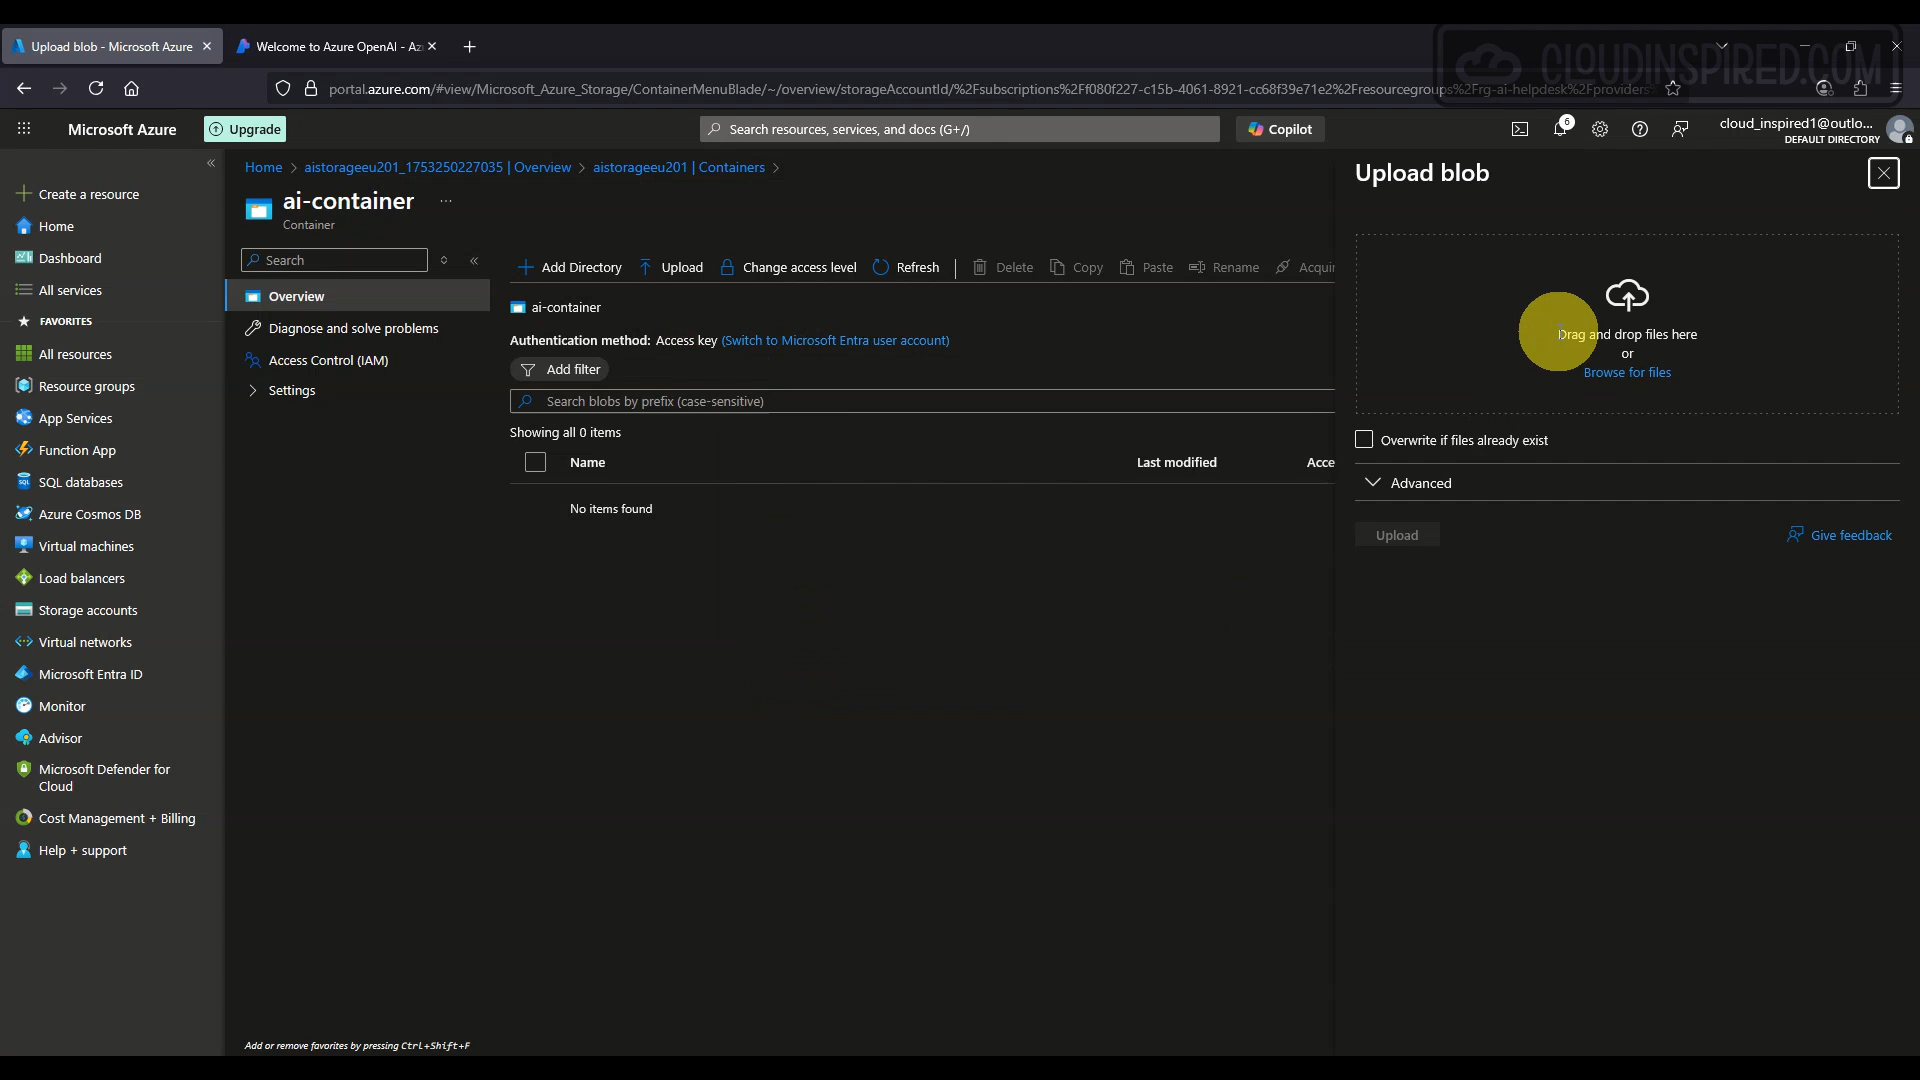 Upload blob - Microsoft Azure
Welcome to Azure OpenAI - Az
CLOUDINSPIRED.COM
portal.azure.com/#view/Microsoft_Azure_Storage/ContainerMenuBlade/~/overview/storageAccountId/%2Fsubscriptions%2Ff080f227-c15b-4061-8921-cc68f39e71e2%2Fresourcegroups%2Frg-ai-helpdesk%2Fproviders
Microsoft Azure
Upgrade
Search resources, services, and docs (G+/)
Copilot
6
cloud_inspired1@outlo...
DEFAULT DIRECTORY
Create a resource
Home
Dashboard
All services
FAVORITES
All resources
Resource groups
App Services
Function App
SQL databases
Azure Cosmos DB
Virtual machines
Load balancers
Storage accounts
Virtual networks
Microsoft Entra ID
Monitor
Advisor
Microsoft Defender for
Cloud
Cost Management + Billing
Help + support
Home > aistorageeu201_1753250227035 | Overview > aistorageeu201 | Containers >
ai-container ...
Container
Search
Overview
Diagnose and solve problems
Access Control (IAM)
Settings
Add Directory
Upload
Change access level
Refresh
Delete
Copy
Paste
Rename
Acquir
ai-container
Authentication method: Access key (Switch to Microsoft Entra user account)
Add filter
Search blobs by prefix (case-sensitive)
Showing all 0 items
Name
Last modified
Acce
No items found
Add or remove favorites by pressing Ctrl+Shift+F
Upload blob
Drag and drop files here
or
Browse for files
Overwrite if files already exist
Advanced
Upload
Give feedback